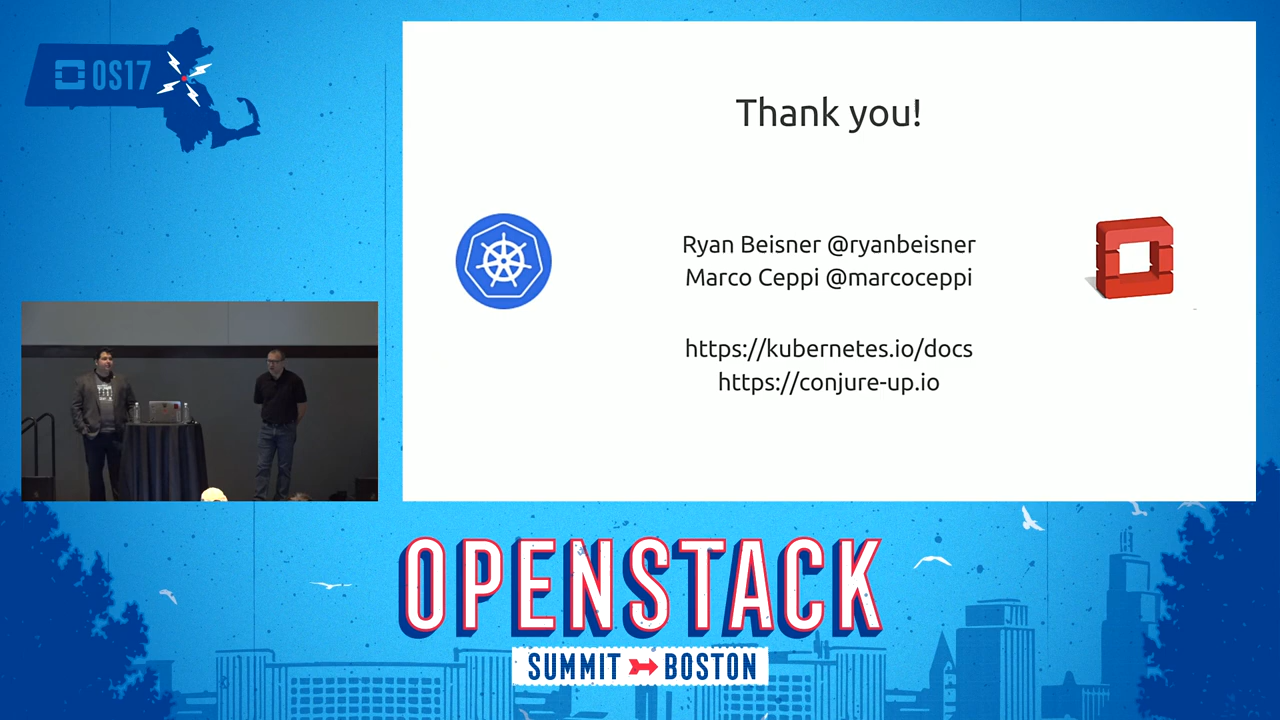 OS17
Thank you!
Ryan Beisner @ryanbeisner
Marco Ceppi @marcoceppi
https://kubernetes.io/docs
https://conjure-up.io
OPENSTACK
SUMMIT BOSTON